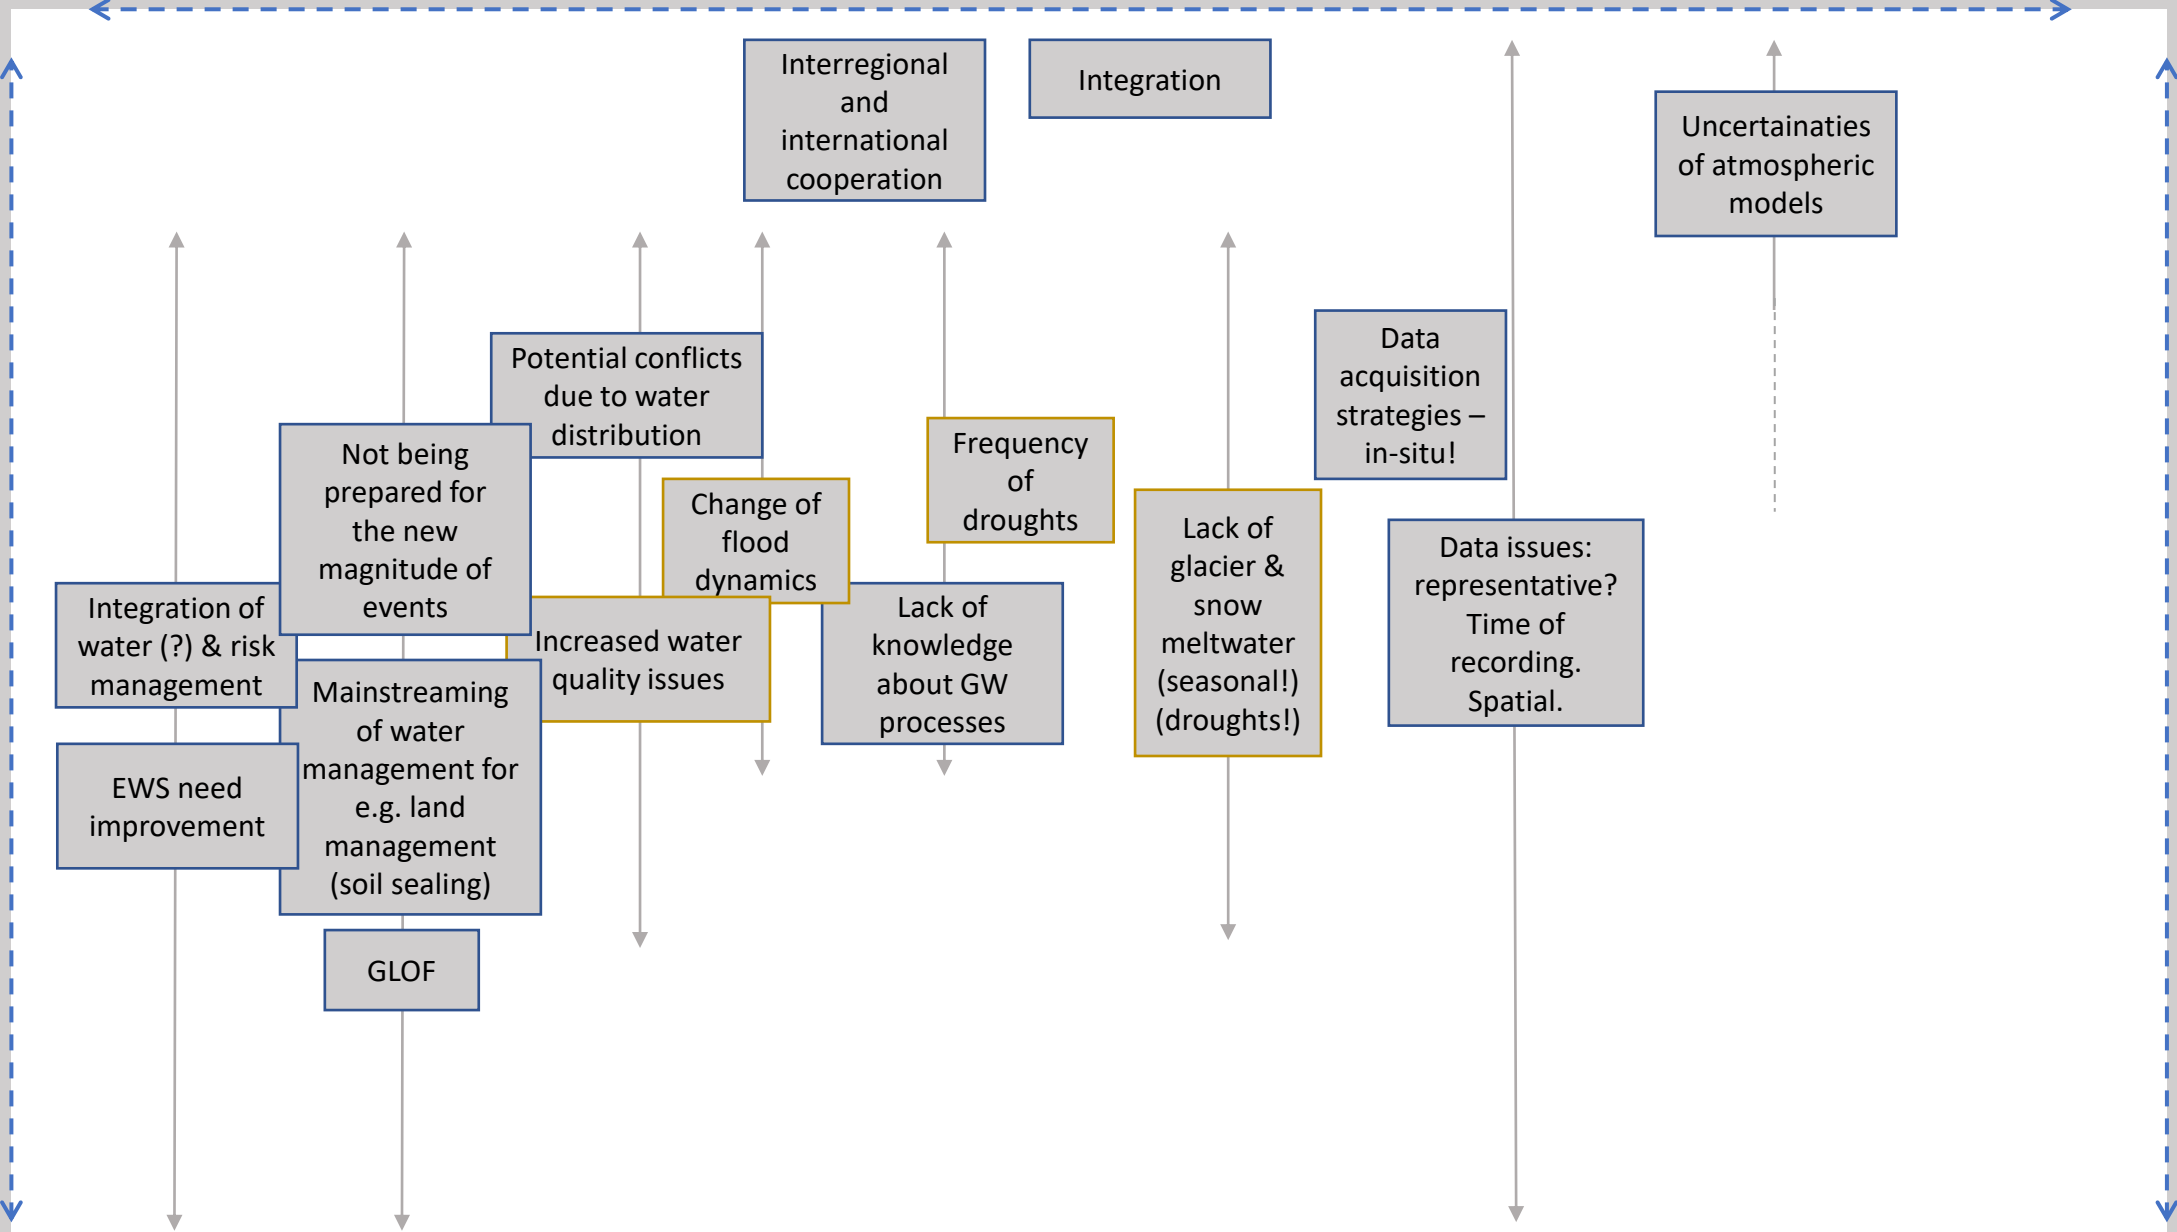 Interregional
and
international
cooperation
Integration
Uncertainaties
of atmospheric
models
Potential conflicts
due to water
distribution
Data
acquisition
strategies –
in-situ!
Not being
prepared for
the new
magnitude of
events
Frequency
of
droughts
Change of
flood
dynamics
Lack of
glacier &
snow
meltwater
(seasonal!)
(droughts!)
Data issues:
representative?
Time of
recording.
Spatial.
Integration of
water (?) & risk
management
Increased water
quality issues
Lack of
knowledge
about GW
processes
Mainstreaming
of water
management for
e.g. land
management
(soil sealing)
EWS need
improvement
GLOF